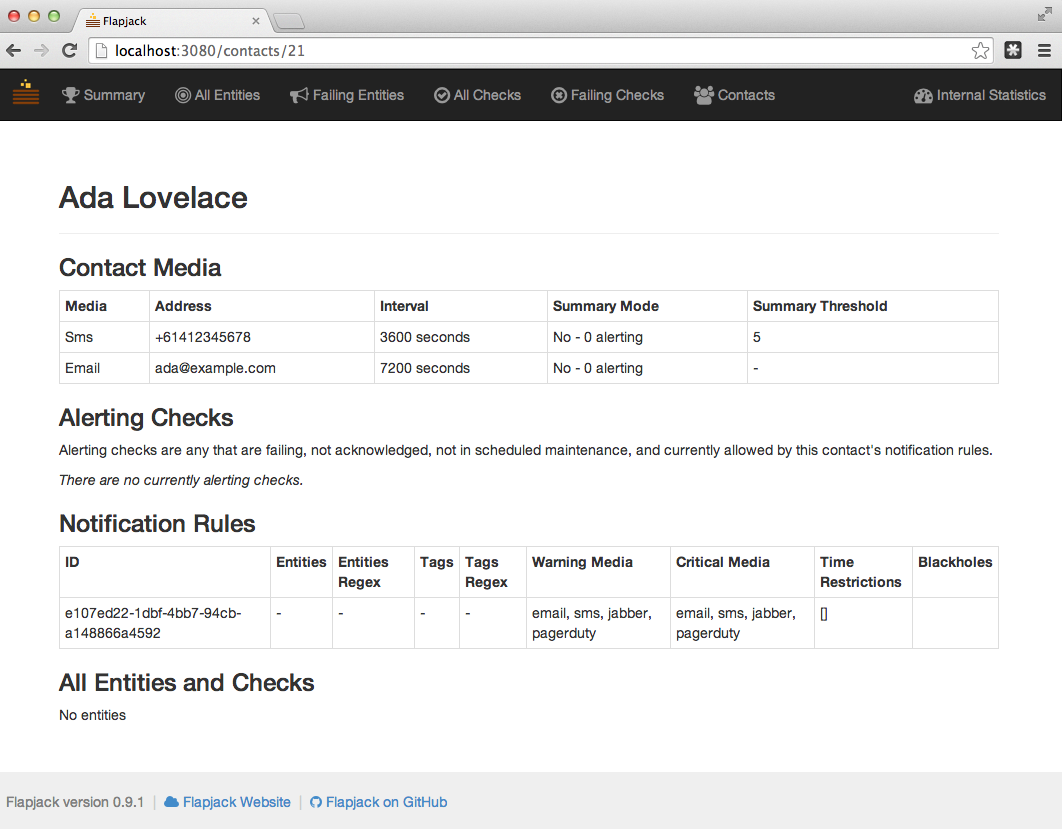 Flapjack
localhost:3080/contacts/21
Summary All Entities Failing Entities All Checks Failing Checks Contacts Internal Statistics
Ada Lovelace
Contact Media
Media Address Interval Summary Mode Summary Threshold
Sms +61412345678 3600 seconds No - 0 alerting 5
Email ada@example.com 7200 seconds No - 0 alerting -
Alerting Checks
Alerting checks are any that are failing, not acknowledged, not in scheduled maintenance, and currently allowed by this contact's notification rules.
There are no currently alerting checks.
Notification Rules
ID Entities Entities Regex Tags Tags Regex Warning Media Critical Media Time Restrictions Blackholes
e107ed22-1dbf-4bb7-94cb-a148866a4592 - - - - email, sms, jabber, pagerduty email, sms, jabber, pagerduty []
All Entities and Checks
No entities
Flapjack version 0.9.1 | Flapjack Website | Flapjack on GitHub